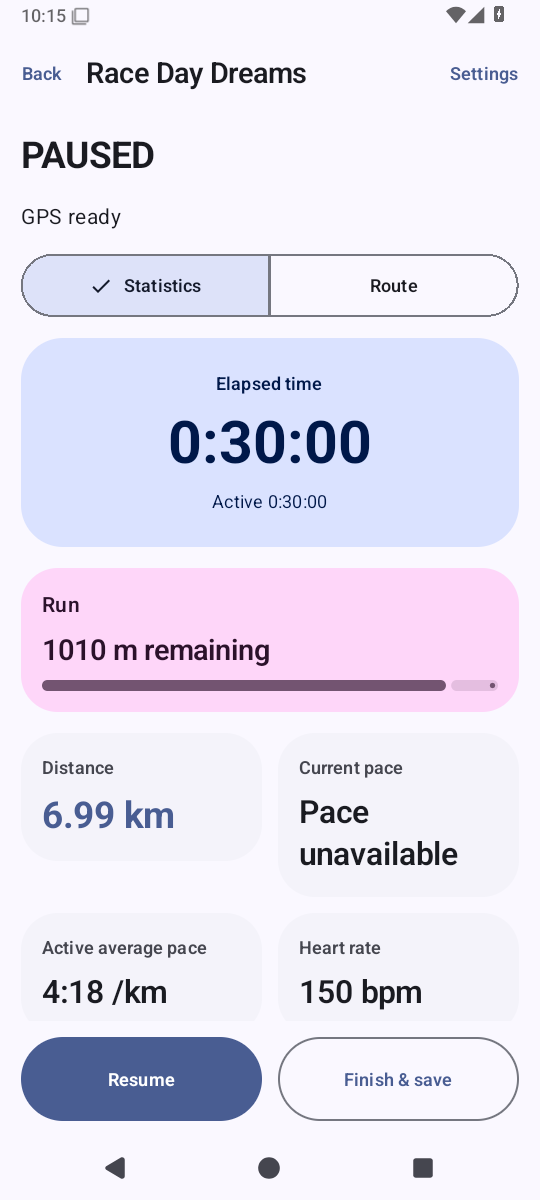 10:15
Back
Race Day Dreams
Settings
PAUSED
GPS ready
Statistics
Route
Elapsed time
0:30:00
Active 0:30:00
Run
1010 m remaining
Distance
6.99 km
Current pace
Pace
unavailable
Active average pace
4:18 /km
Heart rate
150 bpm
Resume
Finish & save